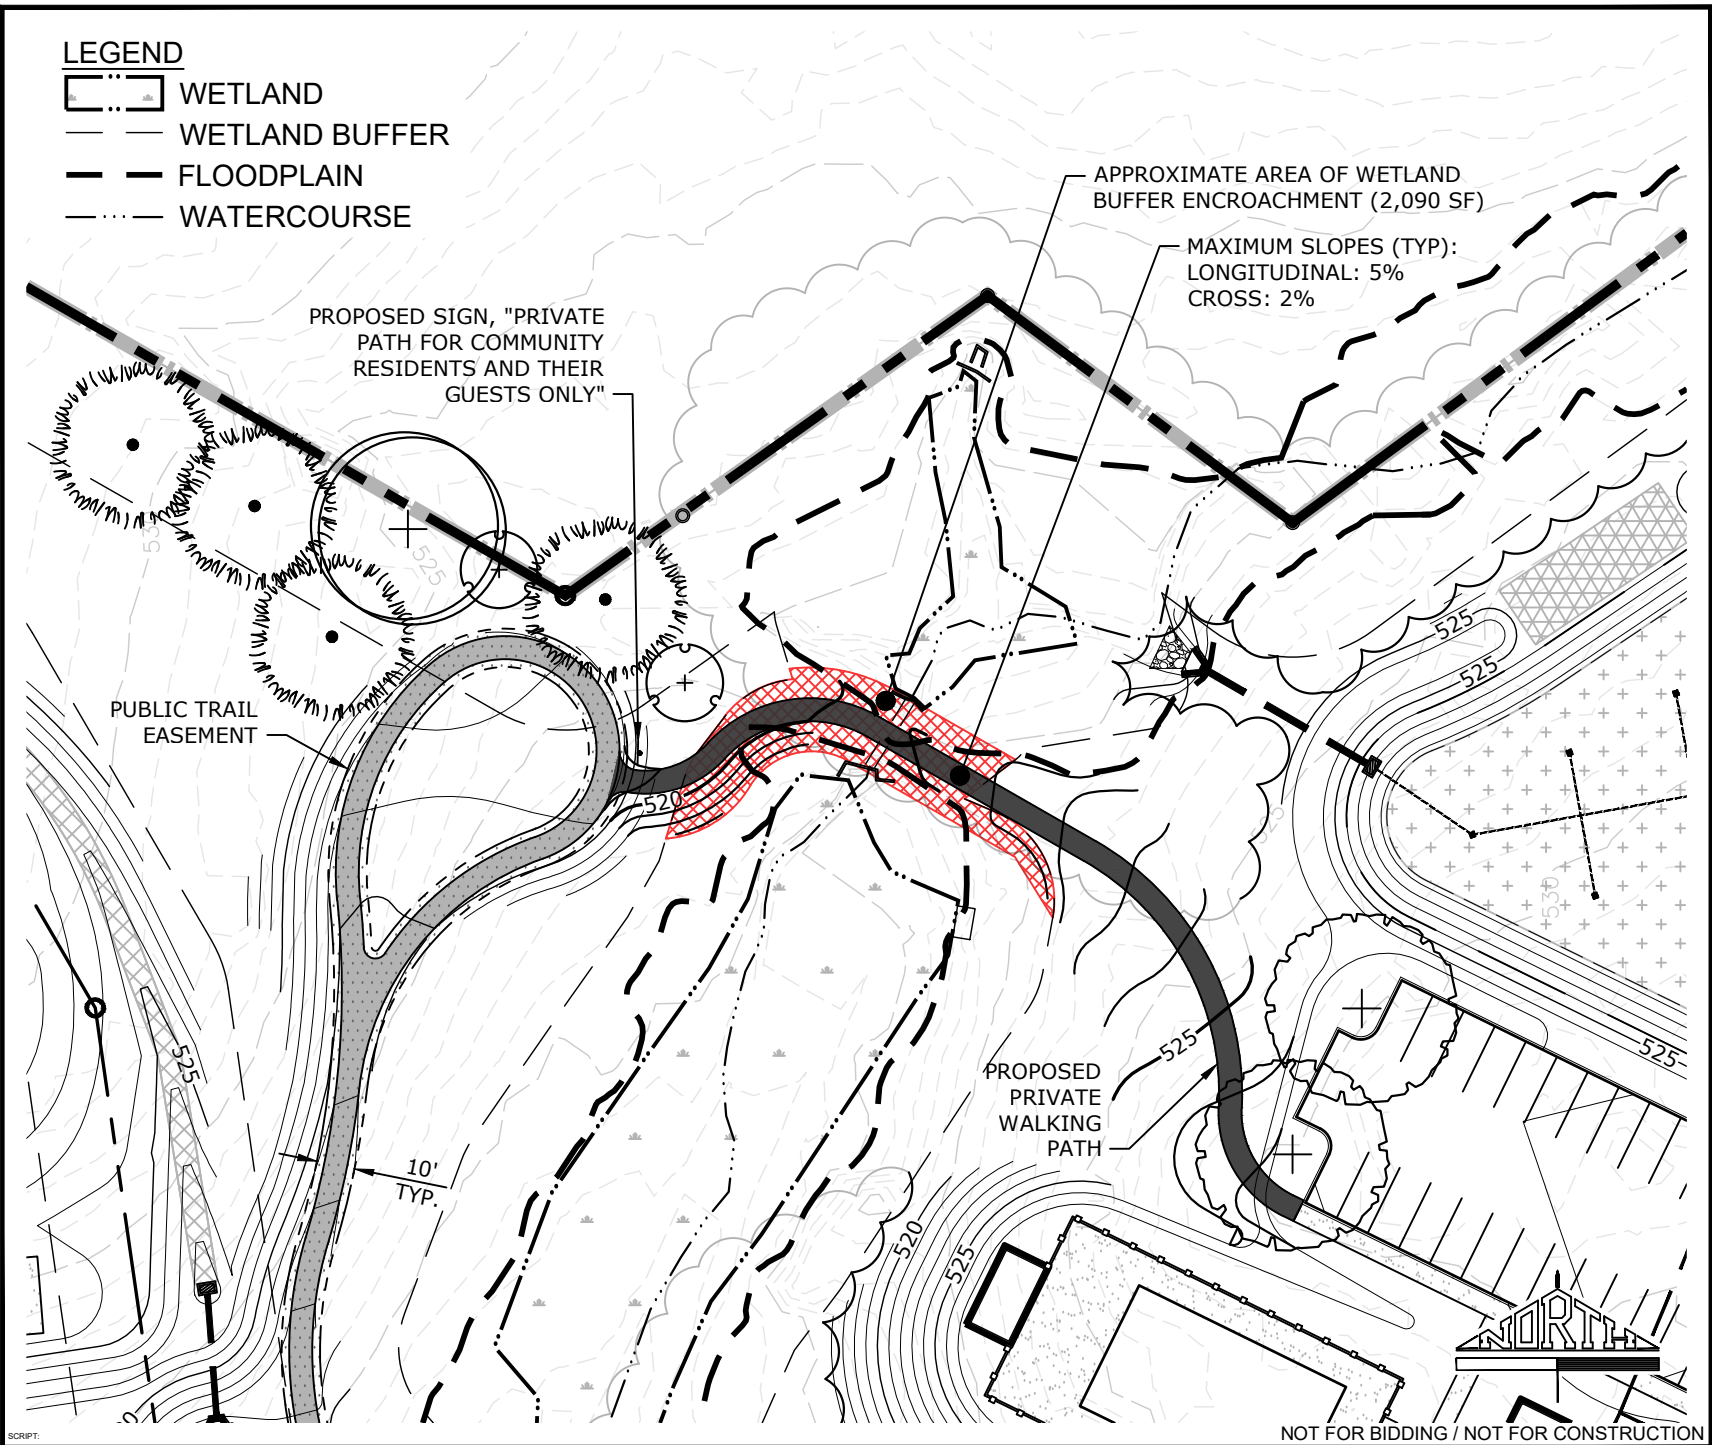 LEGEND
WETLAND
WETLAND BUFFER
FLOODPLAIN
WATERCOURSE
APPROXIMATE AREA OF WETLAND
BUFFER ENCROACHMENT (2,090 SF)
MAXIMUM SLOPES (TYP):
LONGITUDINAL: 5%
CROSS: 2%
PROPOSED SIGN, "PRIVATE
PATH FOR COMMUNITY
RESIDENTS AND THEIR
GUESTS ONLY"
525
525
525
PUBLIC TRAIL
EASEMENT
520
530
525
525
525
PROPOSED
PRIVATE
WALKING
PATH
10'
TYP.
520
525
NORTH
SCRIPT:
NOT FOR BIDDING / NOT FOR CONSTRUCTION